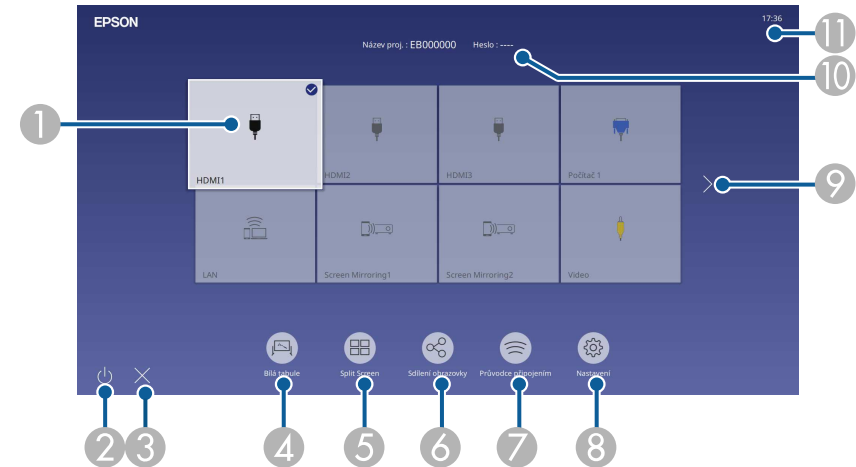 EPSON
17:36
Název proj. : EB000000 Heslo : ----
11
10
1
HDMI1
HDMI2
HDMI3
Počítač 1
9
LAN
Screen Mirroring1
Screen Mirroring2
Video
Bílá tabule
Split Screen
Sdílení obrazovky
Průvodce připojením
Nastavení
2
3
4
5
6
7
8